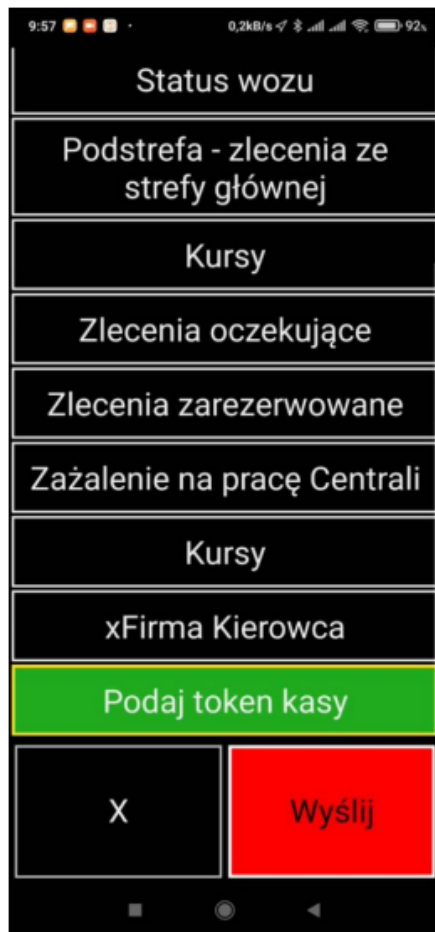 9:57 0,2kB/s 92%
Status wozu
Podstrefa - zlecenia ze
strefy głównej
Kursy
Zlecenia oczekujące
Zlecenia zarezerwowane
Zażalenie na pracę Centrali
Kursy
xFirma Kierowca
Podaj token kasy
X Wyślij